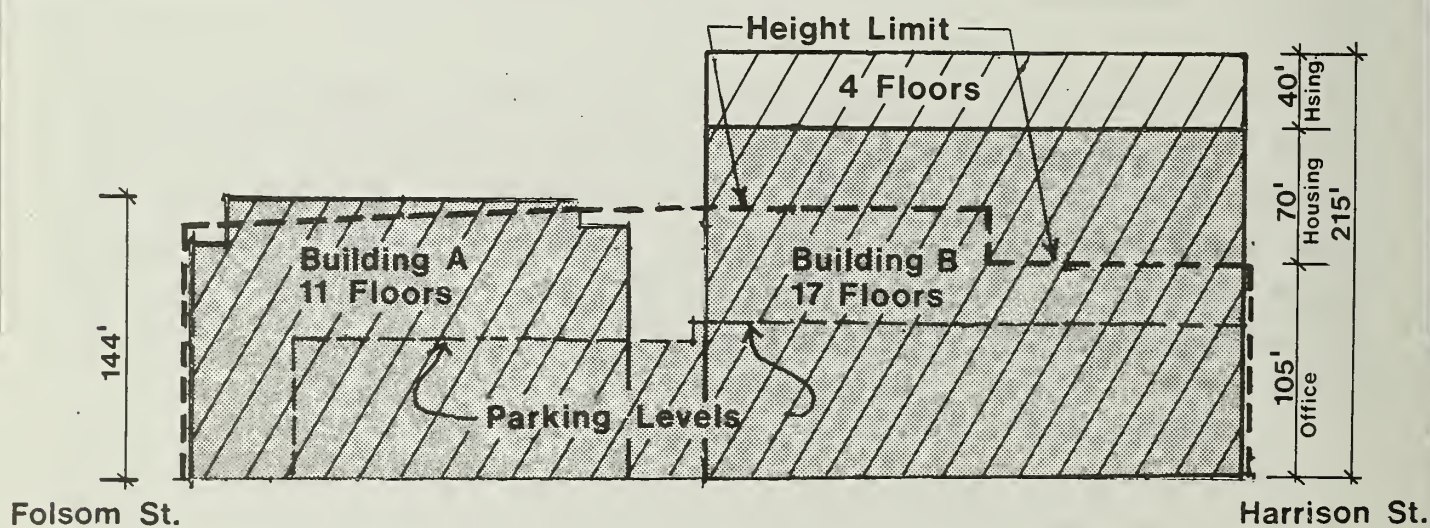 Height Limit
4 Floors
40'
Hsing.
70'
Housing
215'
Building A
11 Floors
Building B
17 Floors
144'
105'
Office
Parking Levels
Folsom St.
Harrison St.